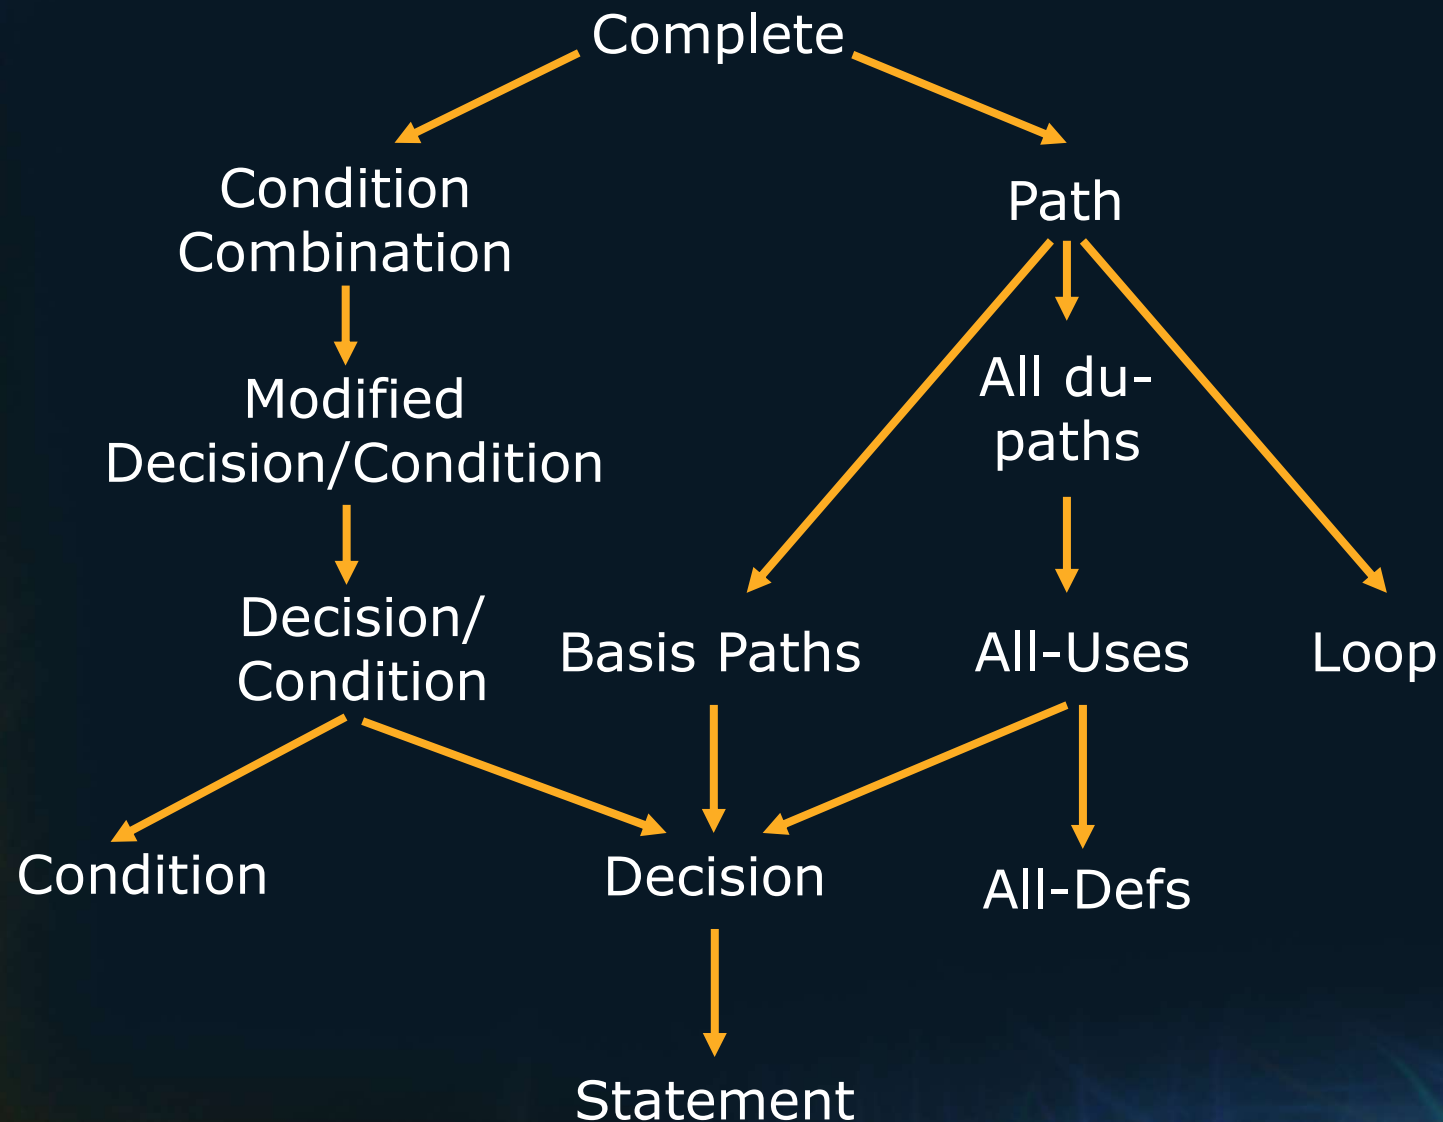 Complete
Condition
Combination
Path
Modified
Decision/Condition
All du-
paths
Decision/
Condition
Basis Paths
All-Uses
Loop
Condition
Decision
All-Defs
Statement